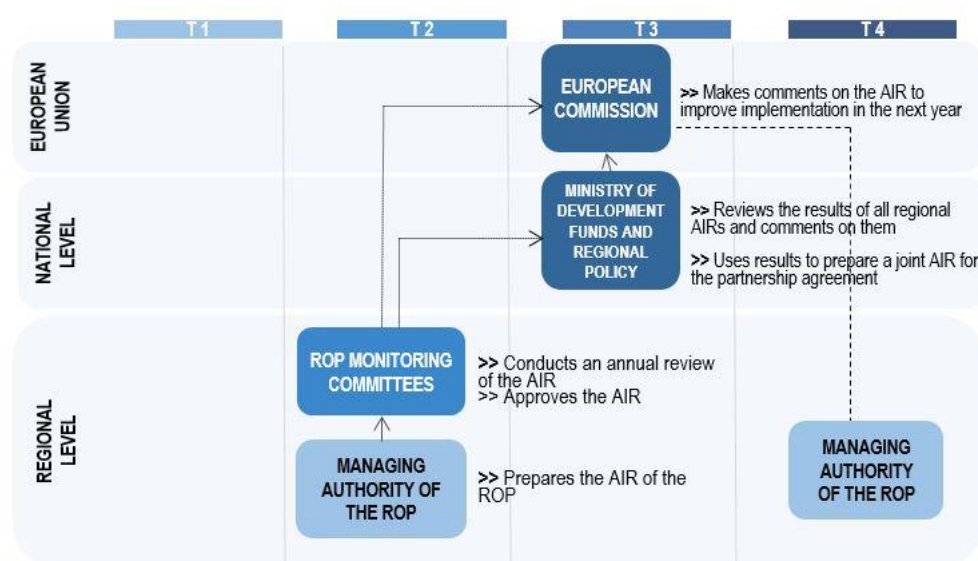 T 1
T 2
T 3
T 4
EUROPEAN
UNION
EUROPEAN
COMMISSION
>> Makes comments on the AIR to
improve implementation in the next year
NATIONAL
LEVEL
MINISTRY OF
DEVELOPMENT
FUNDS AND
REGIONAL
POLICY
>> Reviews the results of all regional
AIRs and comments on them
>> Uses results to prepare a joint AIR for
the partnership agreement
REGIONAL
LEVEL
ROP MONITORING
COMMITTEES
>> Conducts an annual review
of the AIR
>> Approves the AIR
MANAGING
AUTHORITY OF
THE ROP
>> Prepares the AIR of the
ROP
MANAGING
AUTHORITY
OF THE ROP